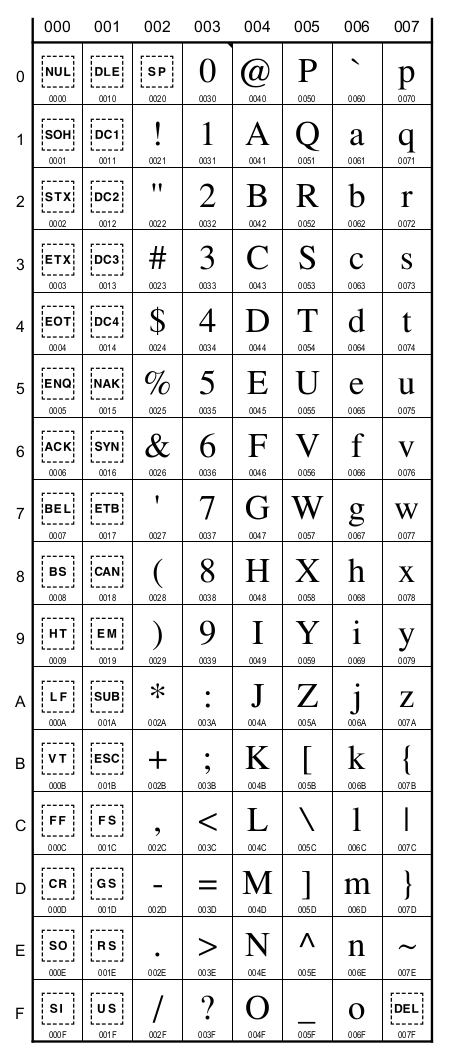 000 001 002 003 004 005 006 007
0 NUL DLE SP 0 @ P ` p
0000 0010 0020 0030 0040 0050 0060 0070
1 SOH DC1 ! 1 A Q a q
0001 0011 0021 0031 0041 0051 0061 0071
2 STX DC2 " 2 B R b r
0002 0012 0022 0032 0042 0052 0062 0072
3 ETX DC3 # 3 C S c s
0003 0013 0023 0033 0043 0053 0063 0073
4 EOT DC4 $ 4 D T d t
0004 0014 0024 0034 0044 0054 0064 0074
5 ENQ NAK % 5 E U e u
0005 0015 0025 0035 0045 0055 0065 0075
6 ACK SYN & 6 F V f v
0006 0016 0026 0036 0046 0056 0066 0076
7 BEL ETB ' 7 G W g w
0007 0017 0027 0037 0047 0057 0067 0077
8 BS CAN ( 8 H X h x
0008 0018 0028 0038 0048 0058 0068 0078
9 HT EM ) 9 I Y i y
0009 0019 0029 0039 0049 0059 0069 0079
A LF SUB * : J Z j z
000A 001A 002A 003A 004A 005A 006A 007A
B VT ESC + ; K [ k {
000B 001B 002B 003B 004B 005B 006B 007B
C FF FS , < L \ l |
000C 001C 002C 003C 004C 005C 006C 007C
D CR GS - = M ] m }
000D 001D 002D 003D 004D 005D 006D 007D
E SO RS . > N ^ n ~
000E 001E 002E 003E 004E 005E 006E 007E
F SI US / ? O _ o DEL
000F 001F 002F 003F 004F 005F 006F 007F